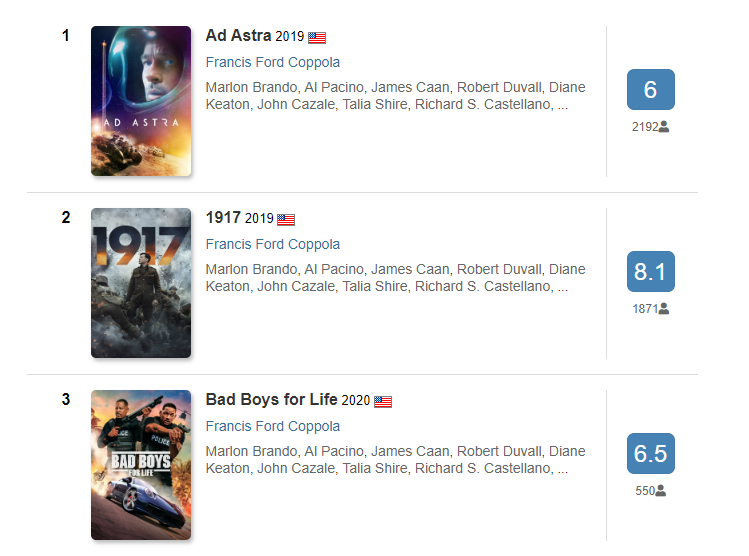 1
AD ASTRA
Ad Astra 2019
Francis Ford Coppola
Marlon Brando, Al Pacino, James Caan, Robert Duvall, Diane
Keaton, John Cazale, Talia Shire, Richard S. Castellano, ...
6
2192
2
1917
1917 2019
Francis Ford Coppola
Marlon Brando, Al Pacino, James Caan, Robert Duvall, Diane
Keaton, John Cazale, Talia Shire, Richard S. Castellano, ...
8.1
1871
3
POLICE
POLICE
BAD BOYS
FOR LIFE
Bad Boys for Life 2020
Francis Ford Coppola
Marlon Brando, Al Pacino, James Caan, Robert Duvall, Diane
Keaton, John Cazale, Talia Shire, Richard S. Castellano, ...
6.5
550